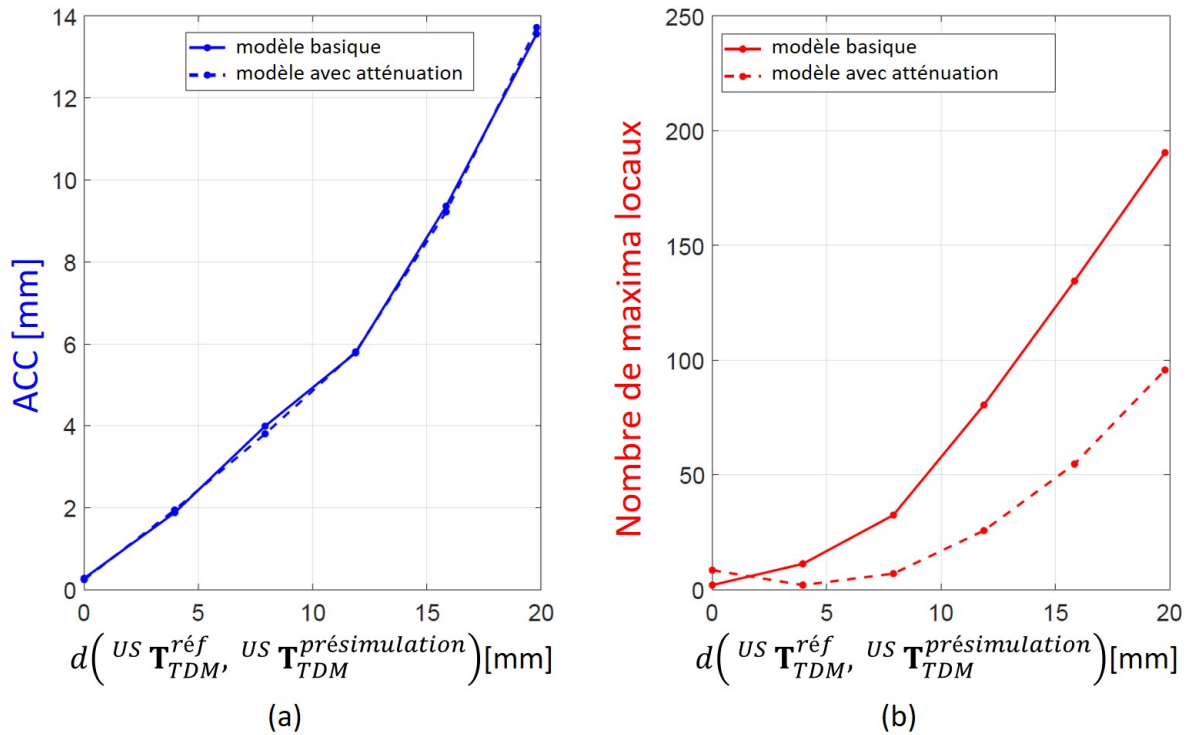 14
12
10
8
6
4
2
0
ACC [mm]
modèle basique
modèle avec atténuation
0 5 10 15 20
d( US T réf TDM, US T présimulation TDM )[mm]
(a)
250
200
150
100
50
0
Nombre de maxima locaux
modèle basique
modèle avec atténuation
0 5 10 15 20
d( US T réf TDM, US T présimulation TDM )[mm]
(b)